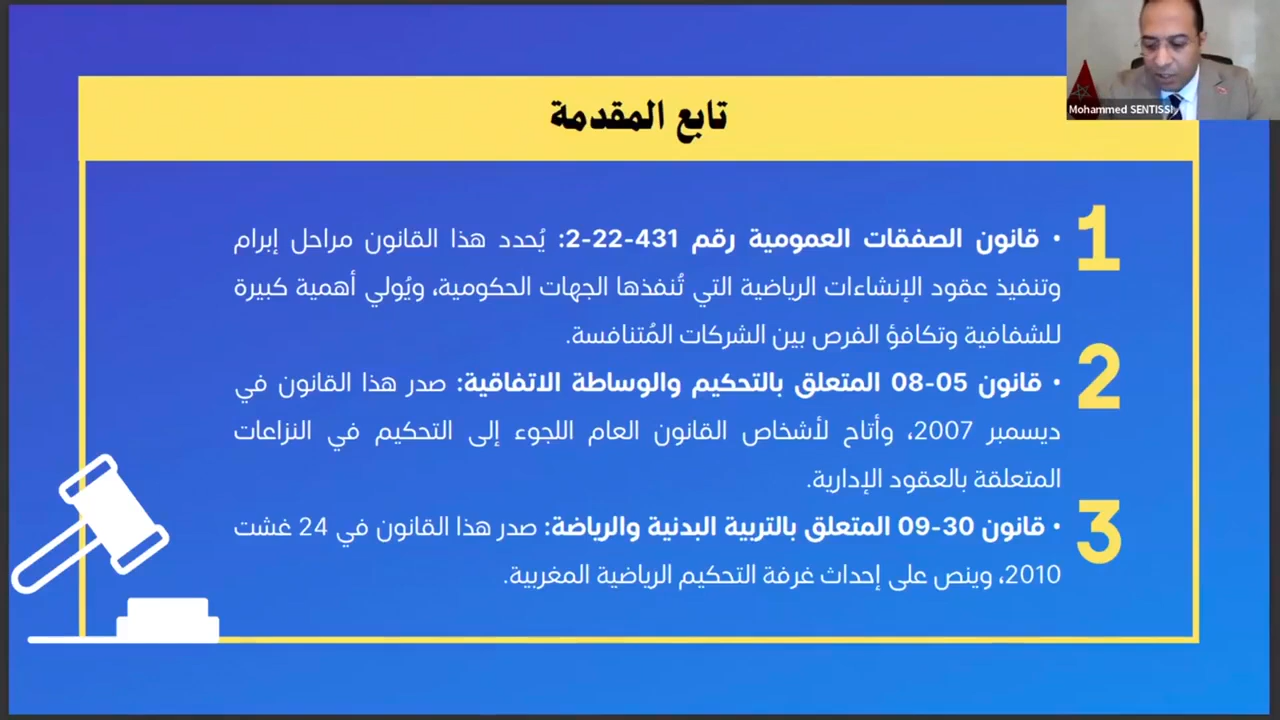 Mohammed SENTISSI
تابع المقدمة
1
• قانون الصفقات العمومية رقم 431-22-2: يُحدد هذا القانون مراحل إبرام
وتنفيذ عقود الإنشاءات الرياضية التي تُنفذها الجهات الحكومية، ويُولي أهمية كبيرة
للشفافية وتكافؤ الفرص بين الشركات المُتنافسة.
2
• قانون 05-08 المتعلق بالتحكيم والوساطة الاتفاقية: صدر هذا القانون في
ديسمبر 2007، وأتاح لأشخاص القانون العام اللجوء إلى التحكيم في النزاعات
المتعلقة بالعقود الإدارية.
3
• قانون 30-09 المتعلق بالتربية البدنية والرياضة: صدر هذا القانون في 24 غشت
2010، وينص على إحداث غرفة التحكيم الرياضية المغربية.